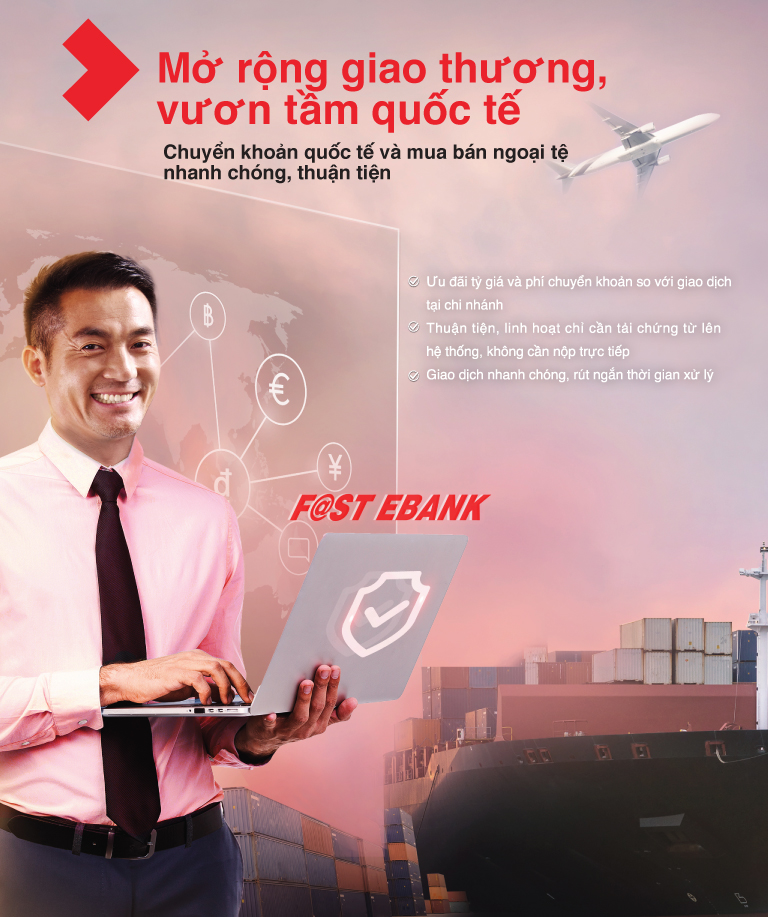 Mở rộng giao thương,
vươn tầm quốc tế
Chuyển khoản quốc tế và mua bán ngoại tệ
nhanh chóng, thuận tiện
Ưu đãi tỷ giá và phí chuyển khoản so với giao dịch
tại chi nhánh
Thuận tiện, linh hoạt chỉ cần tải chứng từ lên
hệ thống, không cần nộp trực tiếp
Giao dịch nhanh chóng, rút ngắn thời gian xử lý
₿
€
¥
đ
F@ST EBANK